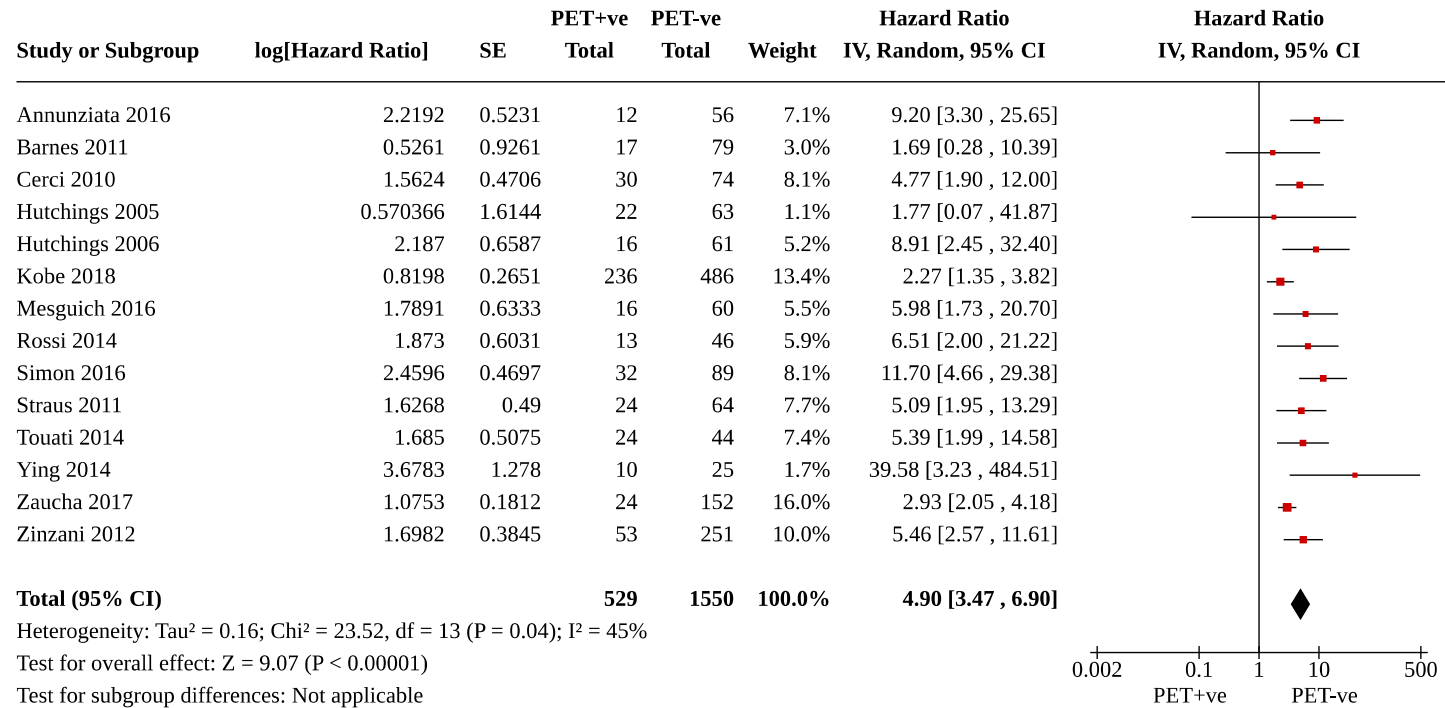 PET+ve PET-ve Hazard Ratio Hazard Ratio
Study or Subgroup log[Hazard Ratio] SE Total Total Weight IV, Random, 95% CI IV, Random, 95% CI
Annunziata 2016 2.2192 0.5231 12 56 7.1% 9.20 [3.30 , 25.65]
Barnes 2011 0.5261 0.9261 17 79 3.0% 1.69 [0.28 , 10.39]
Cerci 2010 1.5624 0.4706 30 74 8.1% 4.77 [1.90 , 12.00]
Hutchings 2005 0.570366 1.6144 22 63 1.1% 1.77 [0.07 , 41.87]
Hutchings 2006 2.187 0.6587 16 61 5.2% 8.91 [2.45 , 32.40]
Kobe 2018 0.8198 0.2651 236 486 13.4% 2.27 [1.35 , 3.82]
Mesguich 2016 1.7891 0.6333 16 60 5.5% 5.98 [1.73 , 20.70]
Rossi 2014 1.873 0.6031 13 46 5.9% 6.51 [2.00 , 21.22]
Simon 2016 2.4596 0.4697 32 89 8.1% 11.70 [4.66 , 29.38]
Straus 2011 1.6268 0.49 24 64 7.7% 5.09 [1.95 , 13.29]
Touati 2014 1.685 0.5075 24 44 7.4% 5.39 [1.99 , 14.58]
Ying 2014 3.6783 1.278 10 25 1.7% 39.58 [3.23 , 484.51]
Zaucha 2017 1.0753 0.1812 24 152 16.0% 2.93 [2.05 , 4.18]
Zinzani 2012 1.6982 0.3845 53 251 10.0% 5.46 [2.57 , 11.61]
Total (95% CI) 529 1550 100.0% 4.90 [3.47 , 6.90]
Heterogeneity: Tau² = 0.16; Chi² = 23.52, df = 13 (P = 0.04); I² = 45%
Test for overall effect: Z = 9.07 (P < 0.00001)
Test for subgroup differences: Not applicable
0.002 0.1 1 10 500
PET+ve PET-ve